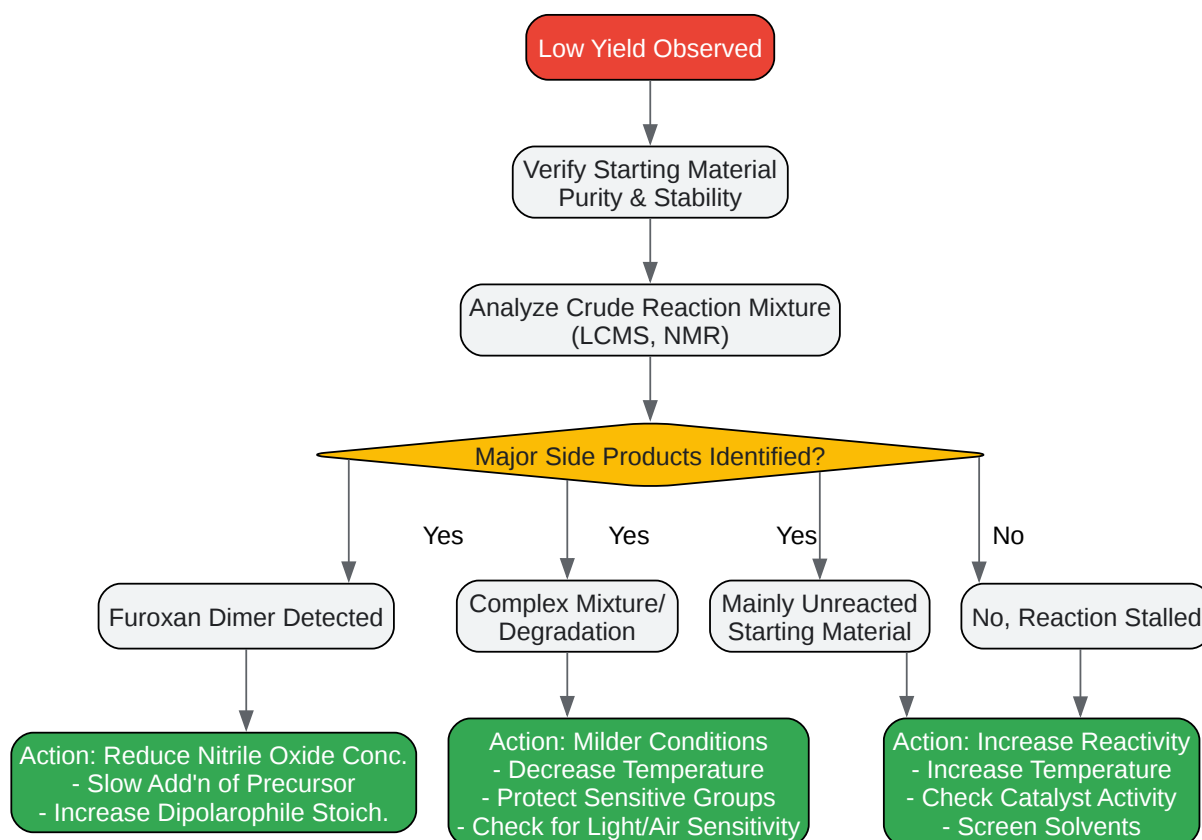 Low Yield Observed
Verify Starting Material
Purity & Stability
Analyze Crude Reaction Mixture
(LCMS, NMR)
Major Side Products Identified?
Yes
Yes
Yes
No
Furoxan Dimer Detected
Complex Mixture/
Degradation
Mainly Unreacted
Starting Material
No, Reaction Stalled
Action: Reduce Nitrile Oxide Conc.
- Slow Add'n of Precursor
- Increase Dipolarophile Stoich.
Action: Milder Conditions
- Decrease Temperature
- Protect Sensitive Groups
- Check for Light/Air Sensitivity
Action: Increase Reactivity
- Increase Temperature
- Check Catalyst Activity
- Screen Solvents